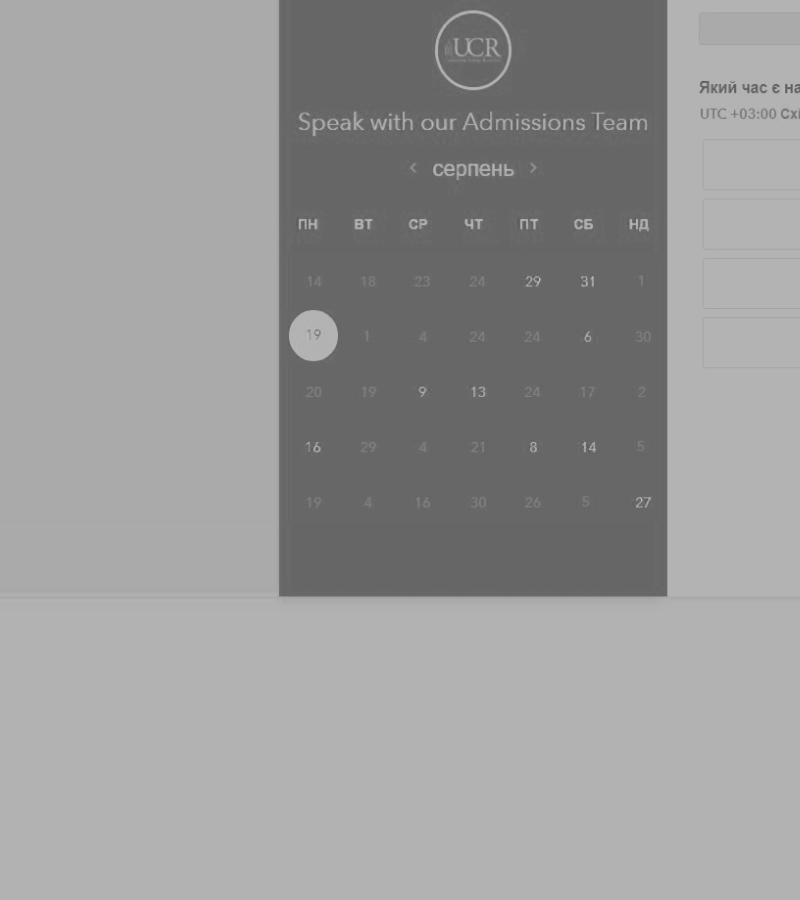 UCR
Speak with our Admissions Team
< серпень >
ПН ВТ СР ЧТ ПТ СБ НД
14 18 23 24 29 31 1
19 1 4 24 24 6 30
20 19 9 13 24 17 2
16 29 4 21 8 14 5
19 4 16 30 26 5 27
Який час є на
UTC +03:00 Схі